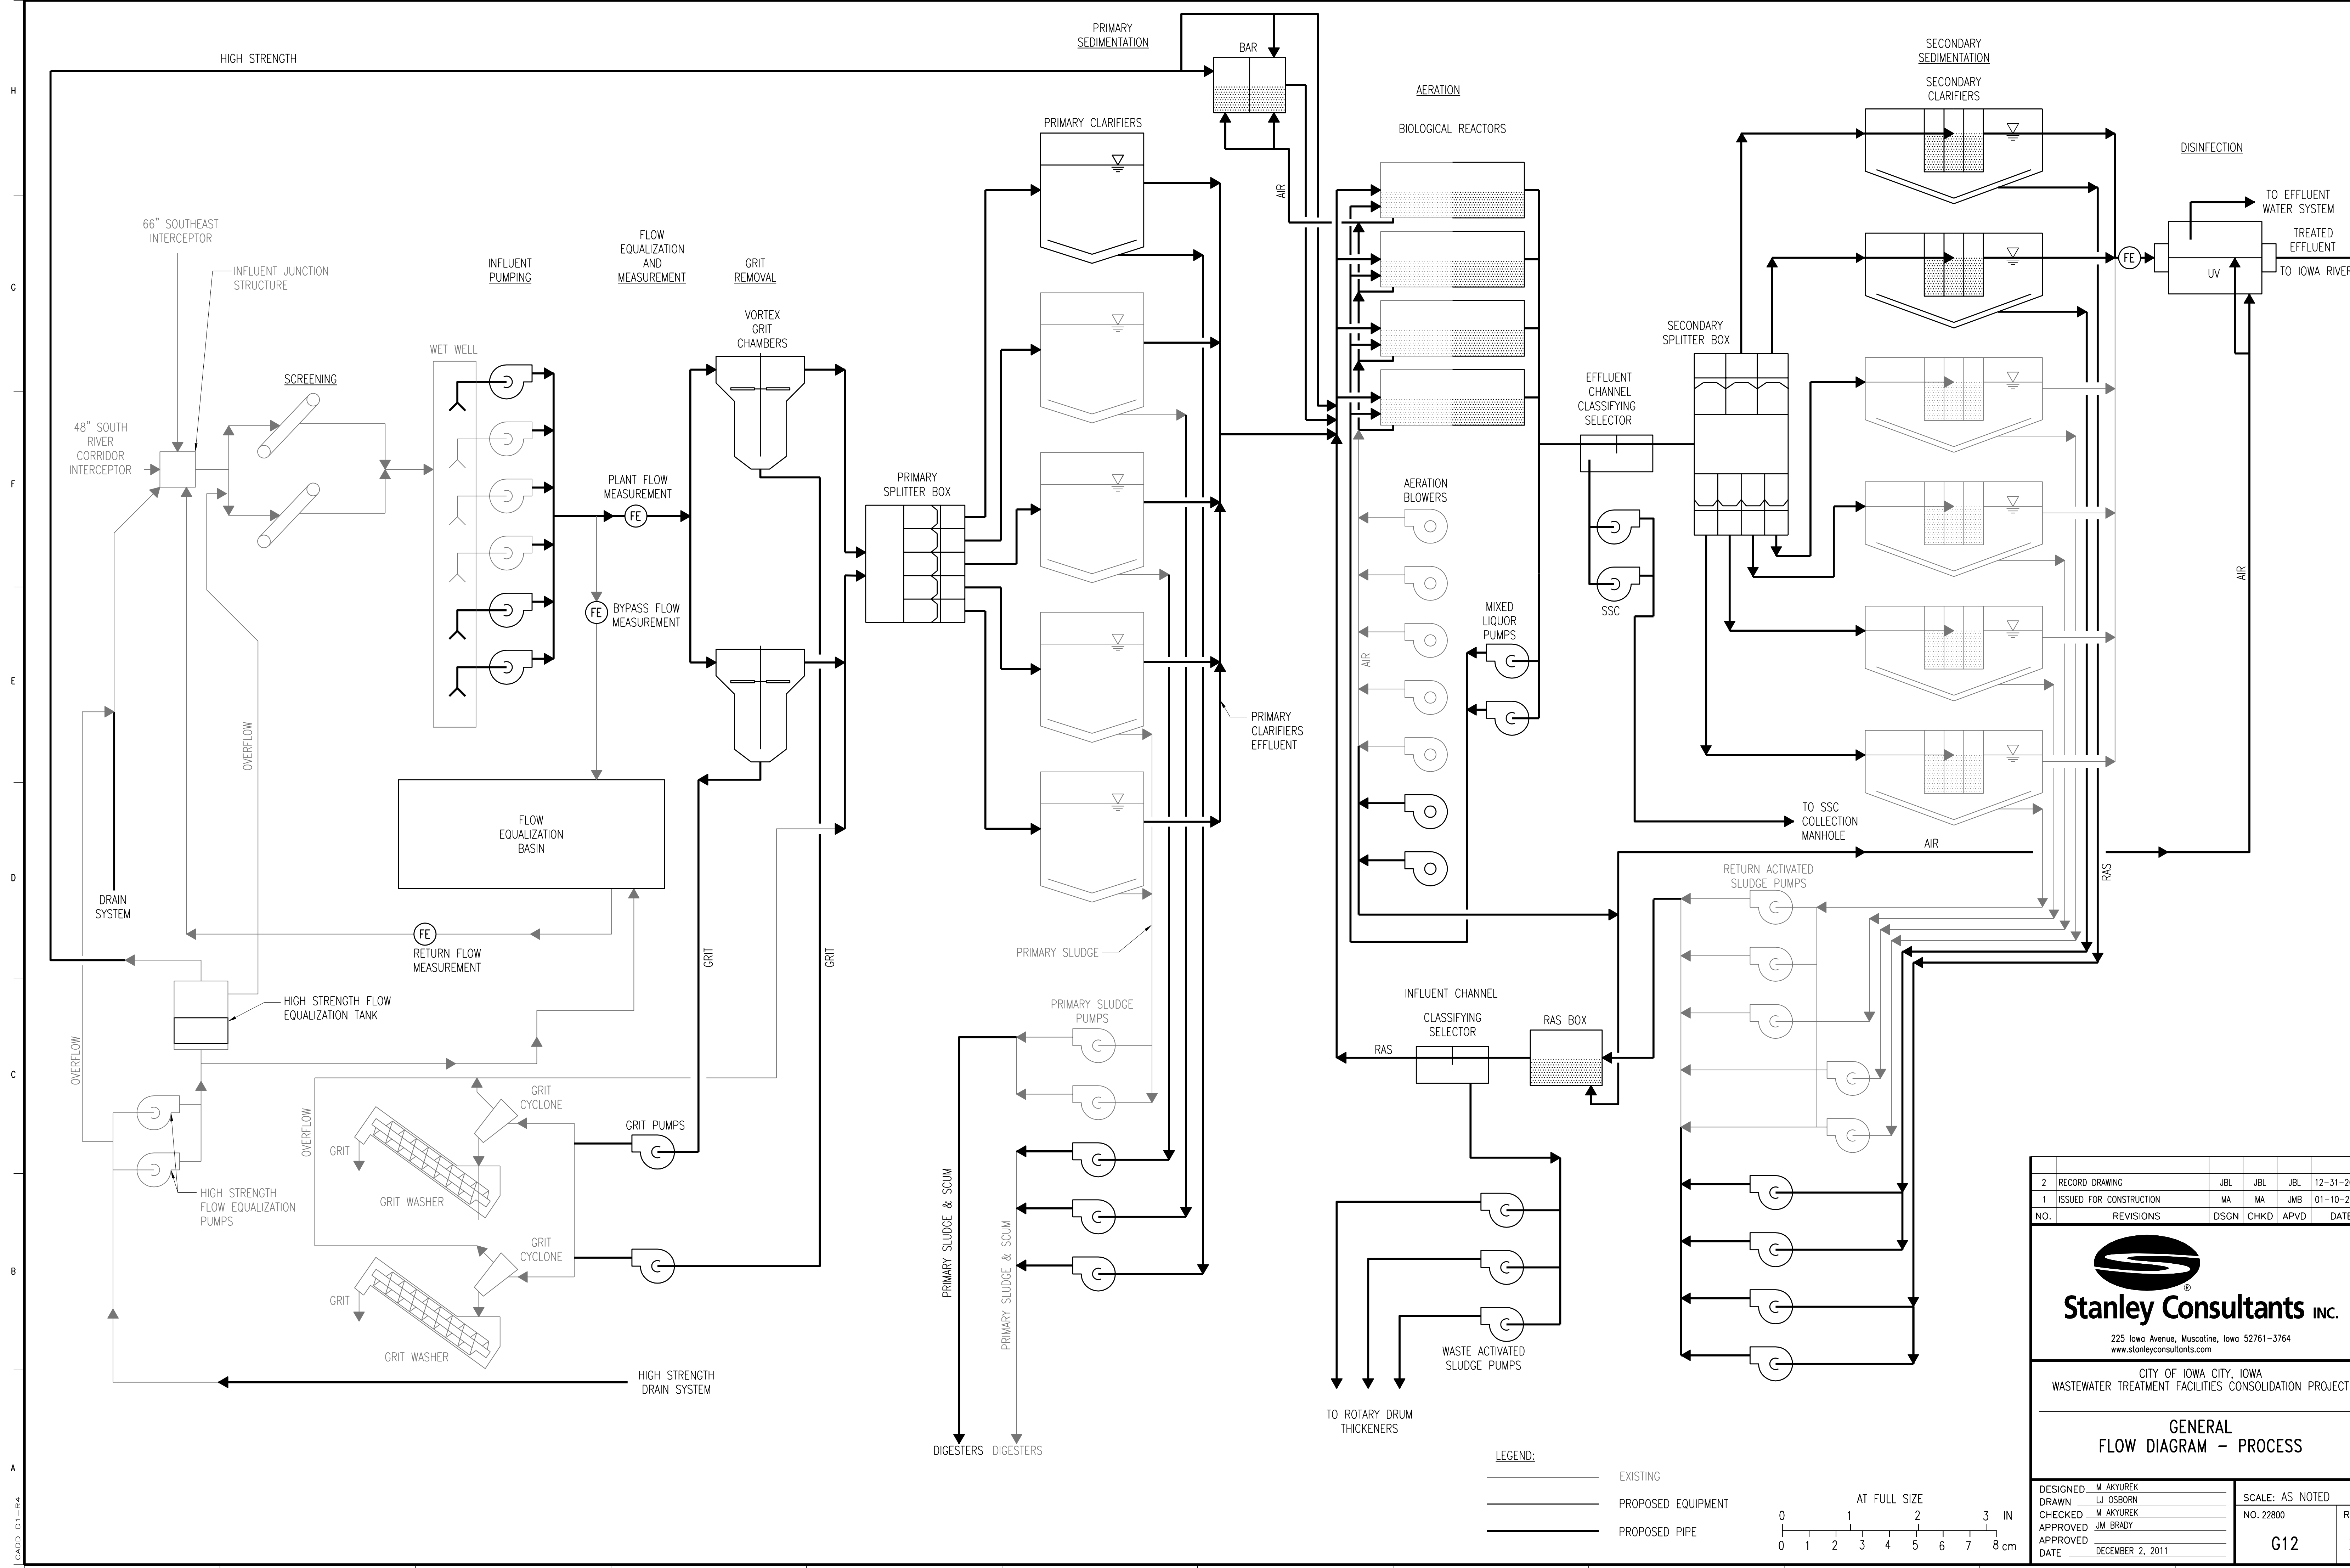 PRIMARY
SEDIMENTATION
HIGH STRENGTH
BAR
SECONDARY
SEDIMENTATION
SECONDARY
CLARIFIERS
H
AERATION
BIOLOGICAL REACTORS
PRIMARY CLARIFIERS
DISINFECTION
AIR
TO EFFLUENT
WATER SYSTEM
TREATED
EFFLUENT
TO IOWA RIVER
FE
UV
66" SOUTHEAST
INTERCEPTOR
INFLUENT JUNCTION
STRUCTURE
INFLUENT
PUMPING
FLOW
EQUALIZATION
AND
MEASUREMENT
GRIT
REMOVAL
G
VORTEX
GRIT
CHAMBERS
SECONDARY
SPLITTER BOX
WET WELL
SCREENING
EFFLUENT
CHANNEL
CLASSIFYING
SELECTOR
48" SOUTH
RIVER
CORRIDOR
INTERCEPTOR
F
PLANT FLOW
MEASUREMENT
FE
PRIMARY
SPLITTER BOX
AERATION
BLOWERS
AIR
FE
BYPASS FLOW
MEASUREMENT
SSC
MIXED
LIQUOR
PUMPS
AIR
E
OVERFLOW
PRIMARY
CLARIFIERS
EFFLUENT
FLOW
EQUALIZATION
BASIN
TO SSC
COLLECTION
MANHOLE
AIR
D
DRAIN
SYSTEM
RETURN ACTIVATED
SLUDGE PUMPS
RAS
FE
RETURN FLOW
MEASUREMENT
GRIT
GRIT
PRIMARY SLUDGE
HIGH STRENGTH FLOW
EQUALIZATION TANK
PRIMARY SLUDGE
PUMPS
INFLUENT CHANNEL
CLASSIFYING
SELECTOR
RAS BOX
RAS
OVERFLOW
C
GRIT
CYCLONE
OVERFLOW
GRIT PUMPS
GRIT
GRIT WASHER
HIGH STRENGTH
FLOW EQUALIZATION
PUMPS
GRIT
CYCLONE
PRIMARY SLUDGE & SCUM
PRIMARY SLUDGE & SCUM
B
GRIT
GRIT WASHER
WASTE ACTIVATED
SLUDGE PUMPS
HIGH STRENGTH
DRAIN SYSTEM
TO ROTARY DRUM
THICKENERS
DIGESTERS
DIGESTERS
A
LEGEND:
EXISTING
PROPOSED EQUIPMENT
PROPOSED PIPE
AT FULL SIZE
0 1 2 3 IN
0 1 2 3 4 5 6 7 8 cm
CADD D1-R4
2 RECORD DRAWING JBL JBL JBL
1 ISSUED FOR CONSTRUCTION MA MA JMB
NO. REVISIONS DSGN CHKD APVD DATE
Stanley Consultants INC.
®
225 Iowa Avenue, Muscatine, Iowa 52761-3764
www.stanleyconsultants.com
CITY OF IOWA CITY, IOWA
WASTEWATER TREATMENT FACILITIES CONSOLIDATION PROJECT
GENERAL
FLOW DIAGRAM - PROCESS
DESIGNED M AKYUREK
DRAWN LJ OSBORN
CHECKED M AKYUREK
APPROVED JM BRADY
APPROVED
DATE DECEMBER 2, 2011
SCALE: AS NOTED
NO. 22800
G12